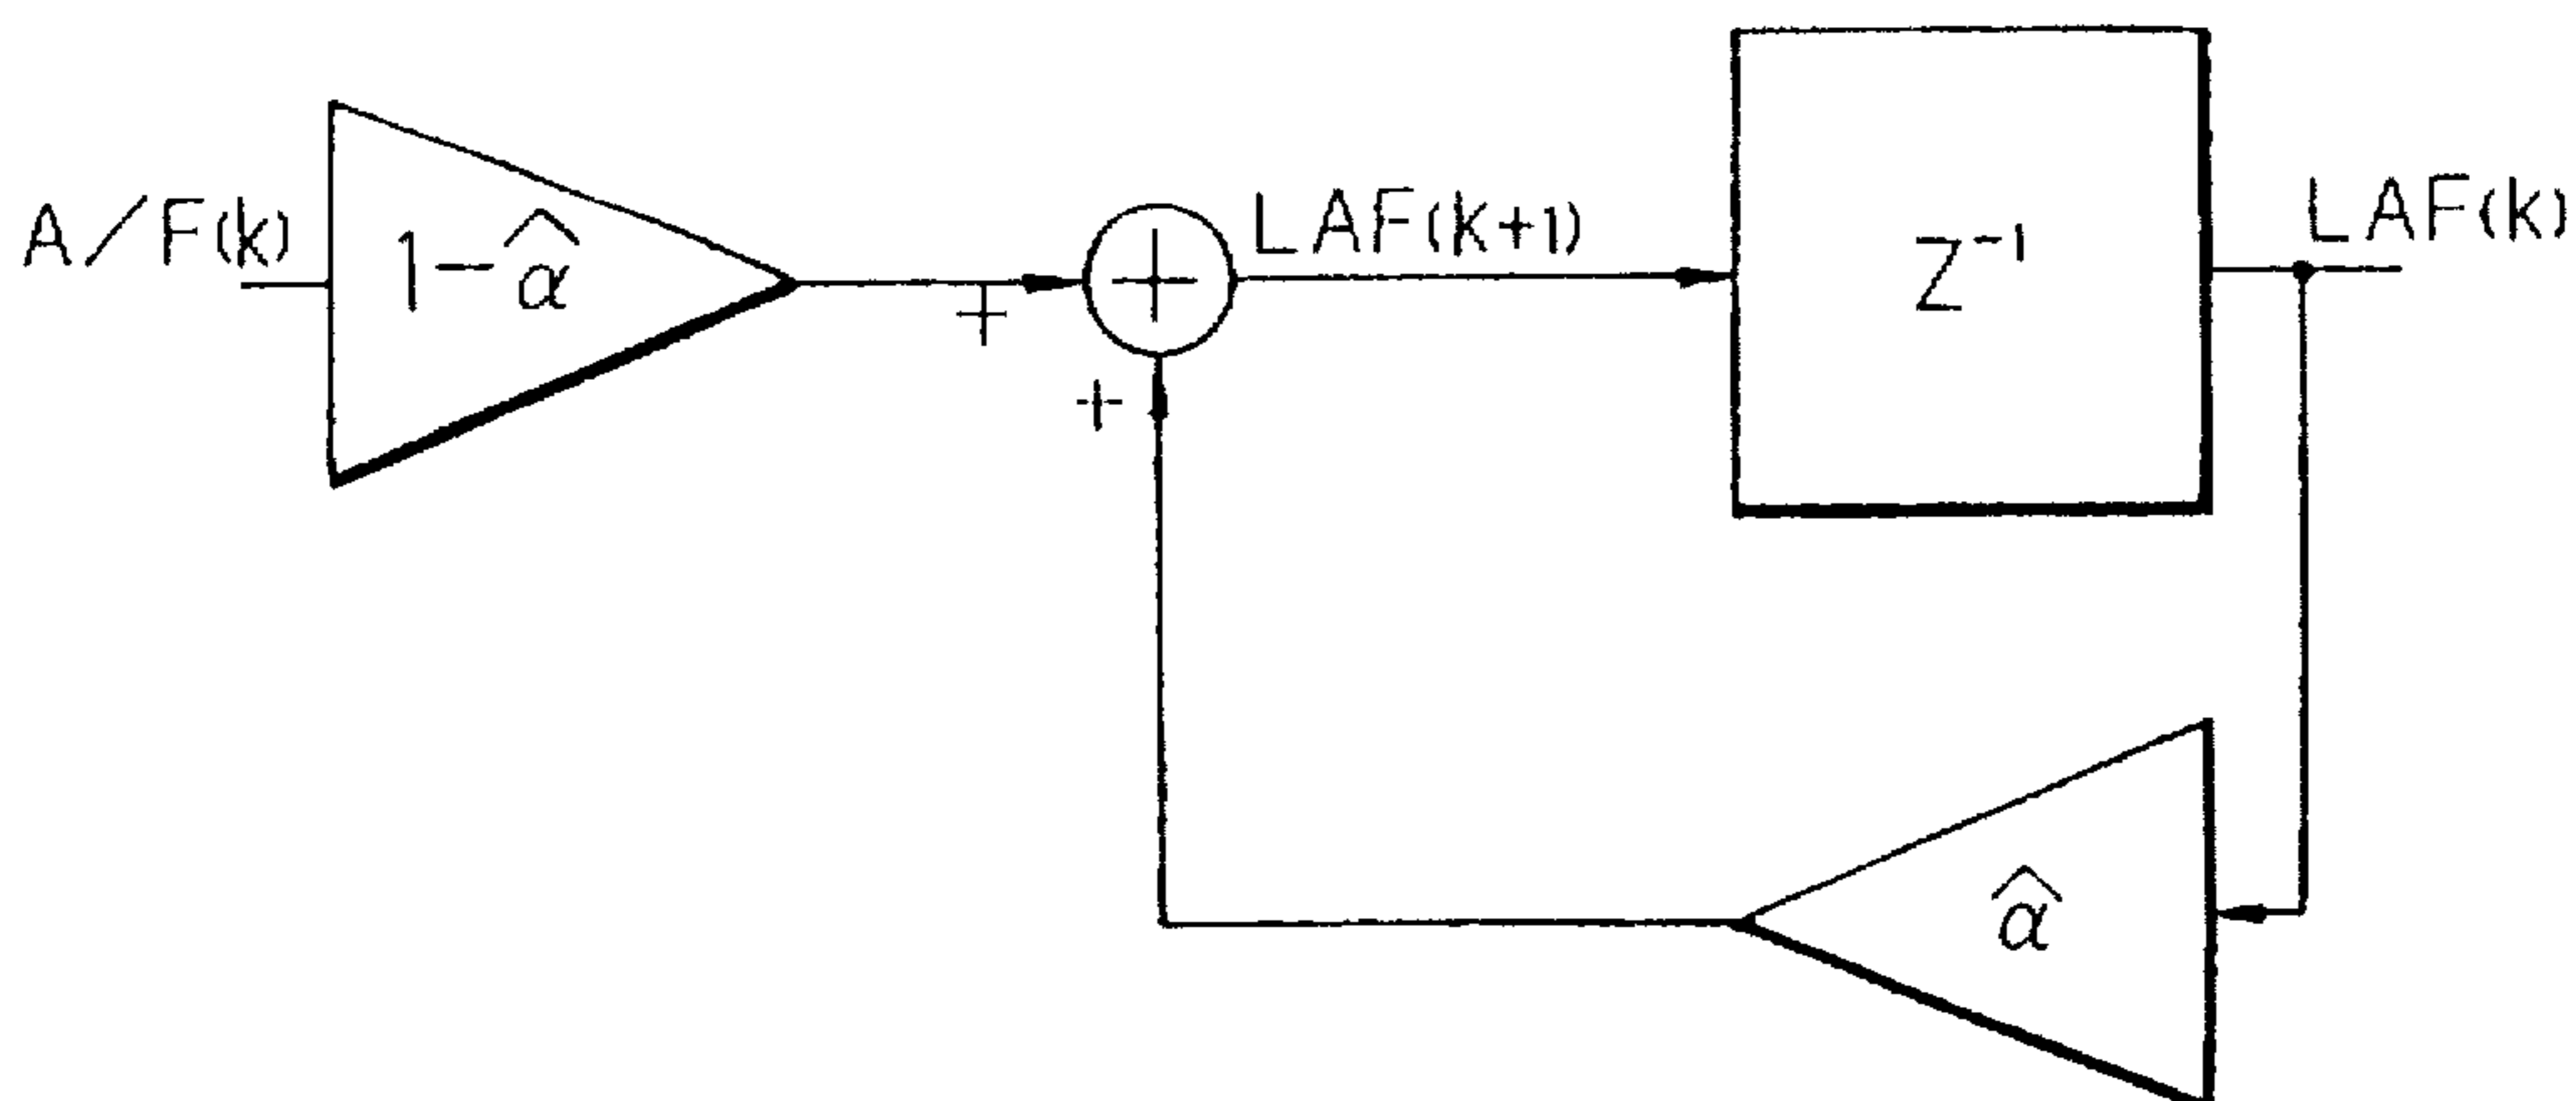 A/F(k)
1-α̂
+
+
+
LAF(k+1)
Z⁻¹
LAF(k)
α̂